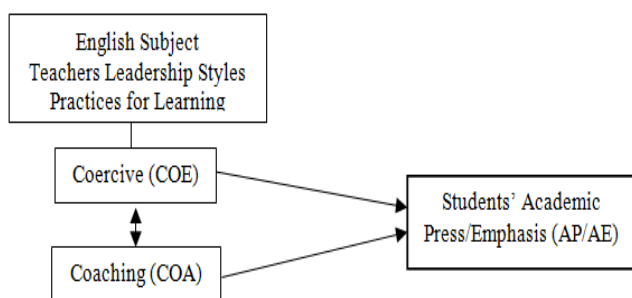 English Subject
Teachers Leadership Styles
Practices for Learning
Coercive (COE)
Students' Academic
Press/Emphasis (AP/AE)
Coaching (COA)